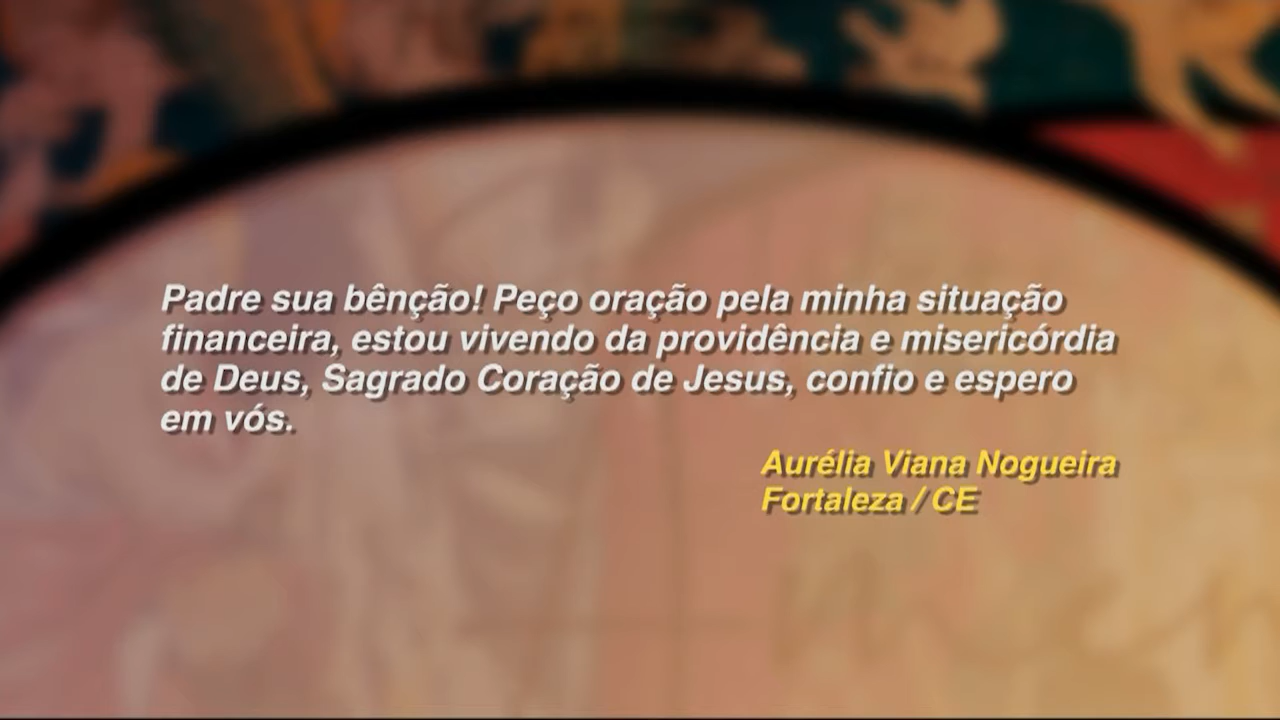 Padre sua bênção! Peço oração pela minha situação
financeira, estou vivendo da providência e misericórdia
de Deus, Sagrado Coração de Jesus, confio e espero
em vós.
Aurélia Viana Nogueira
Fortaleza / CE